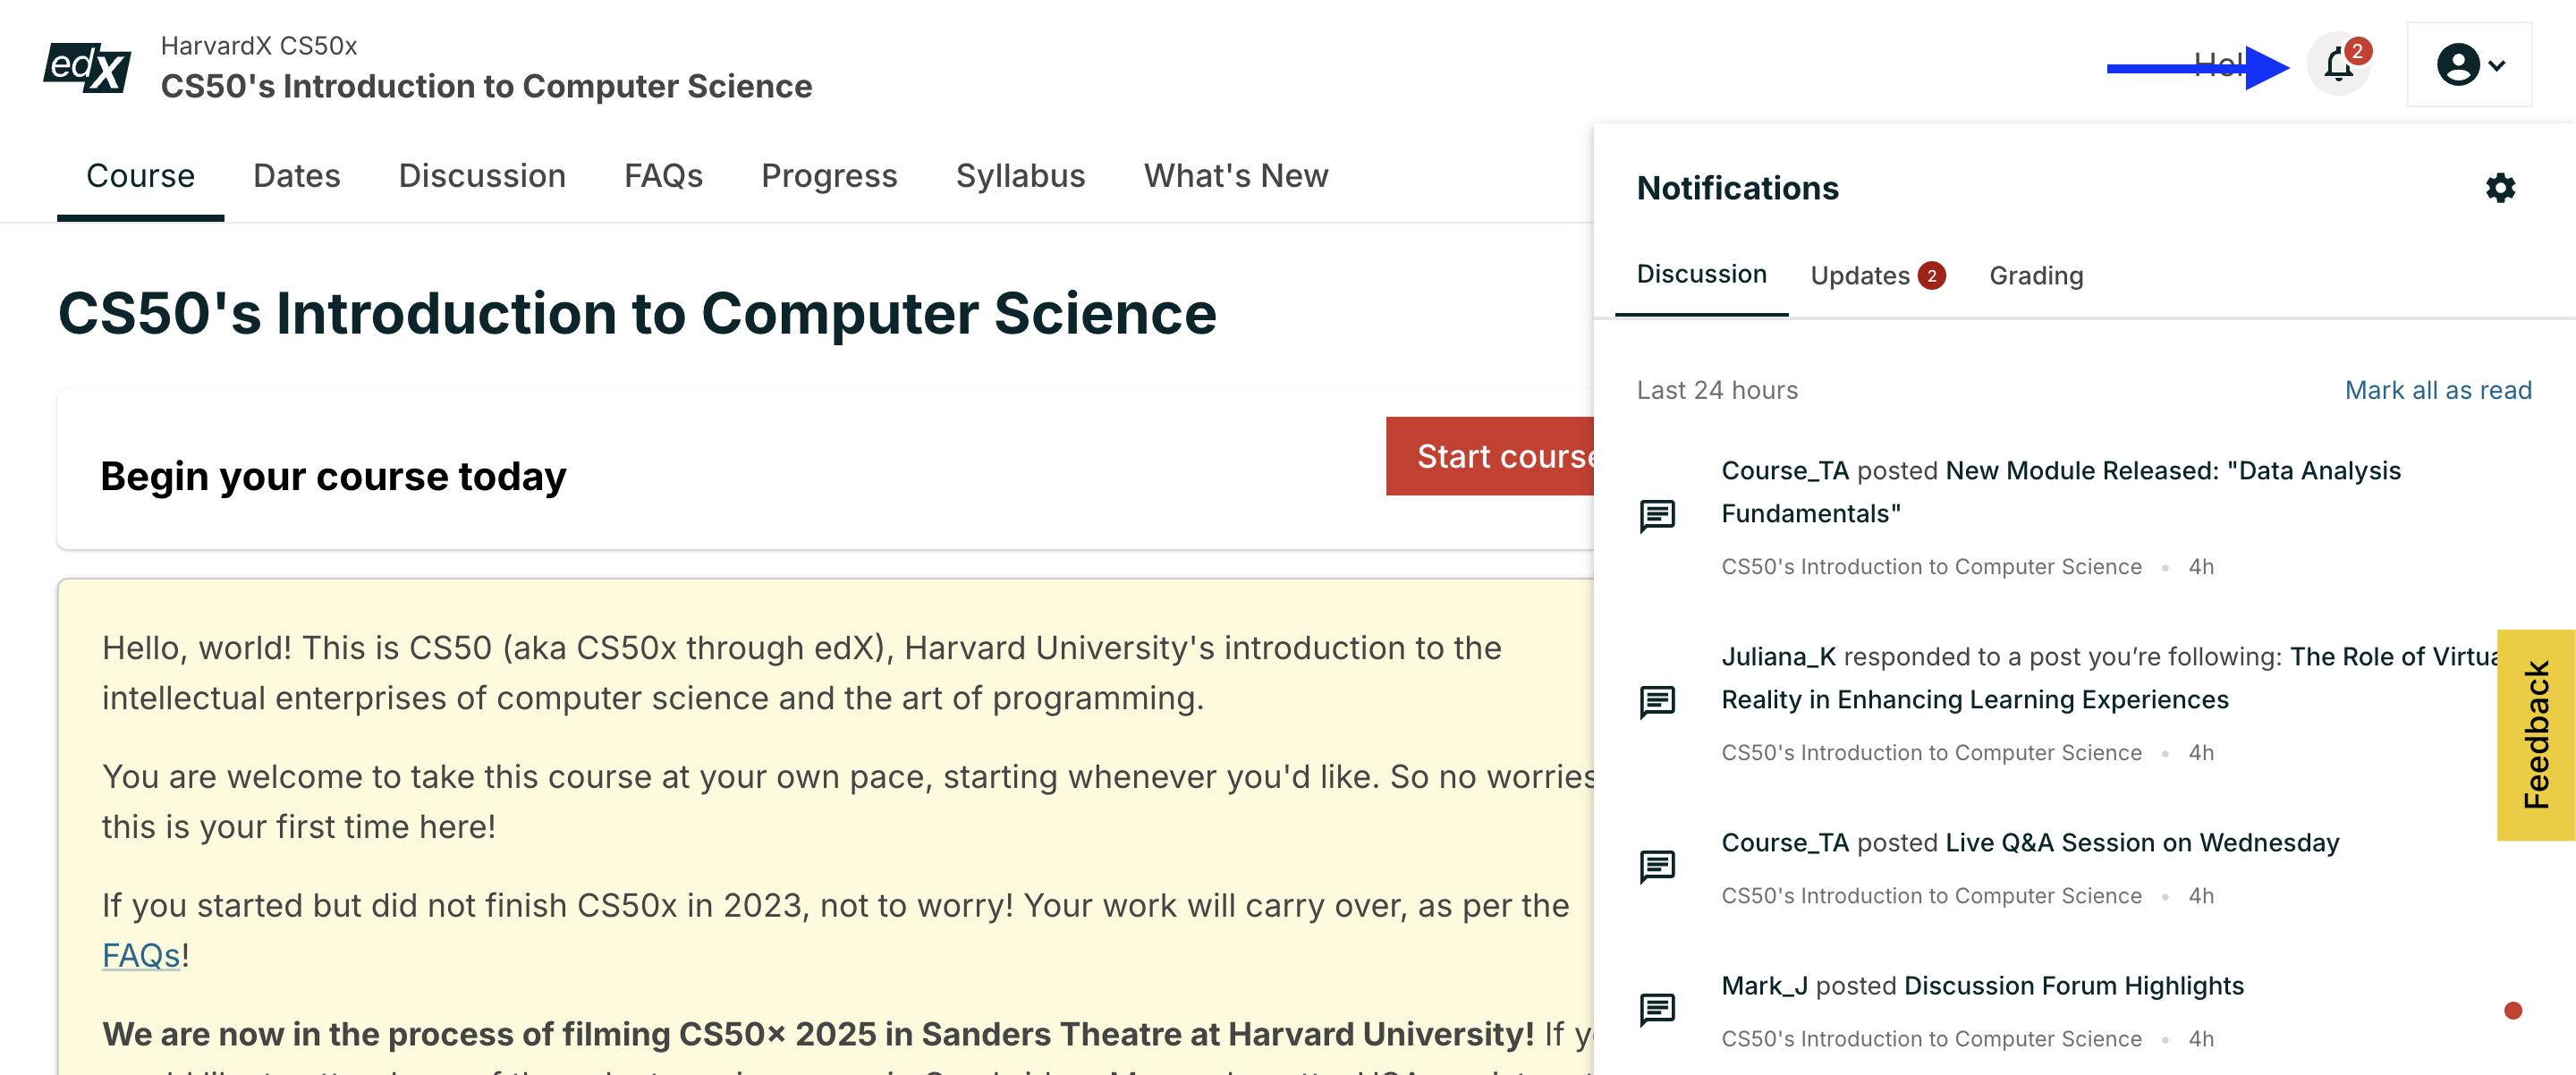 edX
HarvardX CS50x
CS50's Introduction to Computer Science
2
Course Dates Discussion FAQs Progress Syllabus What's New
CS50's Introduction to Computer Science
Begin your course today
Start course
Hello, world! This is CS50 (aka CS50x through edX), Harvard University's introduction to the
intellectual enterprises of computer science and the art of programming.
You are welcome to take this course at your own pace, starting whenever you'd like. So no worries
this is your first time here!
If you started but did not finish CS50x in 2023, not to worry! Your work will carry over, as per the
FAQs!
We are now in the process of filming CS50x 2025 in Sanders Theatre at Harvard University! If
Notifications
Discussion Updates 2 Grading
Last 24 hours Mark all as read
Course_TA posted New Module Released: "Data Analysis
Fundamentals"
CS50's Introduction to Computer Science • 4h
Juliana_K responded to a post you’re following: The Role of Virtua
Reality in Enhancing Learning Experiences
CS50's Introduction to Computer Science • 4h
Course_TA posted Live Q&A Session on Wednesday
CS50's Introduction to Computer Science • 4h
Mark_J posted Discussion Forum Highlights
CS50's Introduction to Computer Science • 4h
Feedback